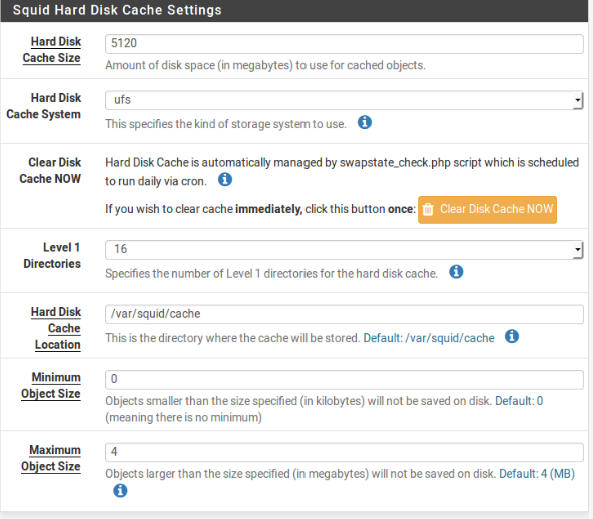 Squid Hard Disk Cache Settings
Hard Disk
Cache Size
5120
Amount of disk space (in megabytes) to use for cached objects.
Hard Disk
Cache System
ufs
This specifies the kind of storage system to use.
Clear Disk
Cache NOW
Hard Disk Cache is automatically managed by swapstate_check.php script which is scheduled
to run daily via cron.
If you wish to clear cache immediately, click this button once: Clear Disk Cache NOW
Level 1
Directories
16
Specifies the number of Level 1 directories for the hard disk cache.
Hard Disk
Cache
Location
/var/squid/cache
This is the directory where the cache will be stored. Default: /var/squid/cache
Minimum
Object Size
0
Objects smaller than the size specified (in kilobytes) will not be saved on disk. Default: 0
(meaning there is no minimum)
Maximum
Object Size
4
Objects larger than the size specified (in megabytes) will not be saved on disk. Default: 4 (MB)